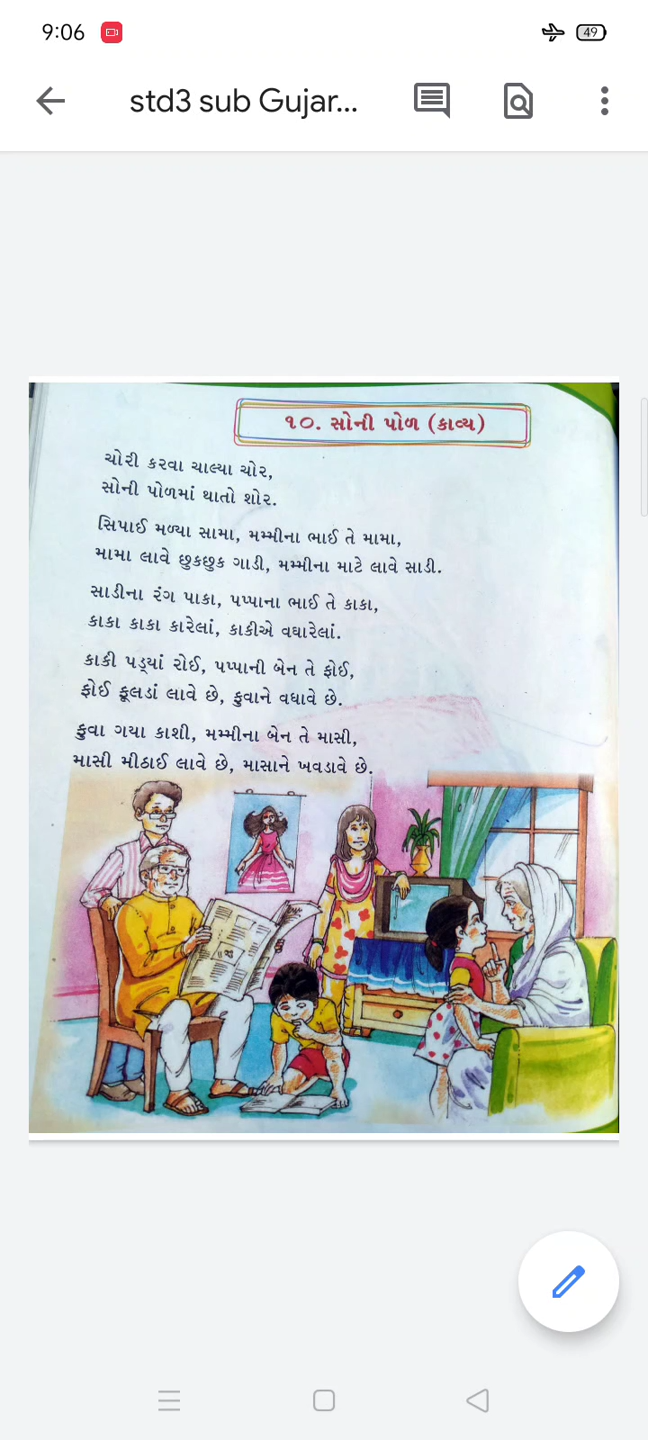 9:06
49
std3 sub Gujar...
૧૦. સોની પોળ (કાવ્ય)
ચોરી કરવા ચાલ્યા ચોર,
સોની પોળમાં થાતો શોર.
સિપાઈ મળ્યા સામા, મમ્મીના ભાઈ તે મામા,
મામા લાવે છુકછુક ગાડી, મમ્મીના માટે લાવે સાડી.
સાડીના રંગ પાકા, પપ્પાના ભાઈ તે કાકા,
કાકા કાકા કારેલાં, કાકીએ વઘારેલાં.
કાકી પડ્યાં રોઈ, પપ્પાની બેન તે ફોઈ,
ફોઈ ફૂલડાં લાવે છે, ફુવાને વધાવે છે.
ફુવા ગયા કાશી, મમ્મીના બેન તે માસી,
માસી મીઠાઈ લાવે છે, માસાને ખવડાવે છે.